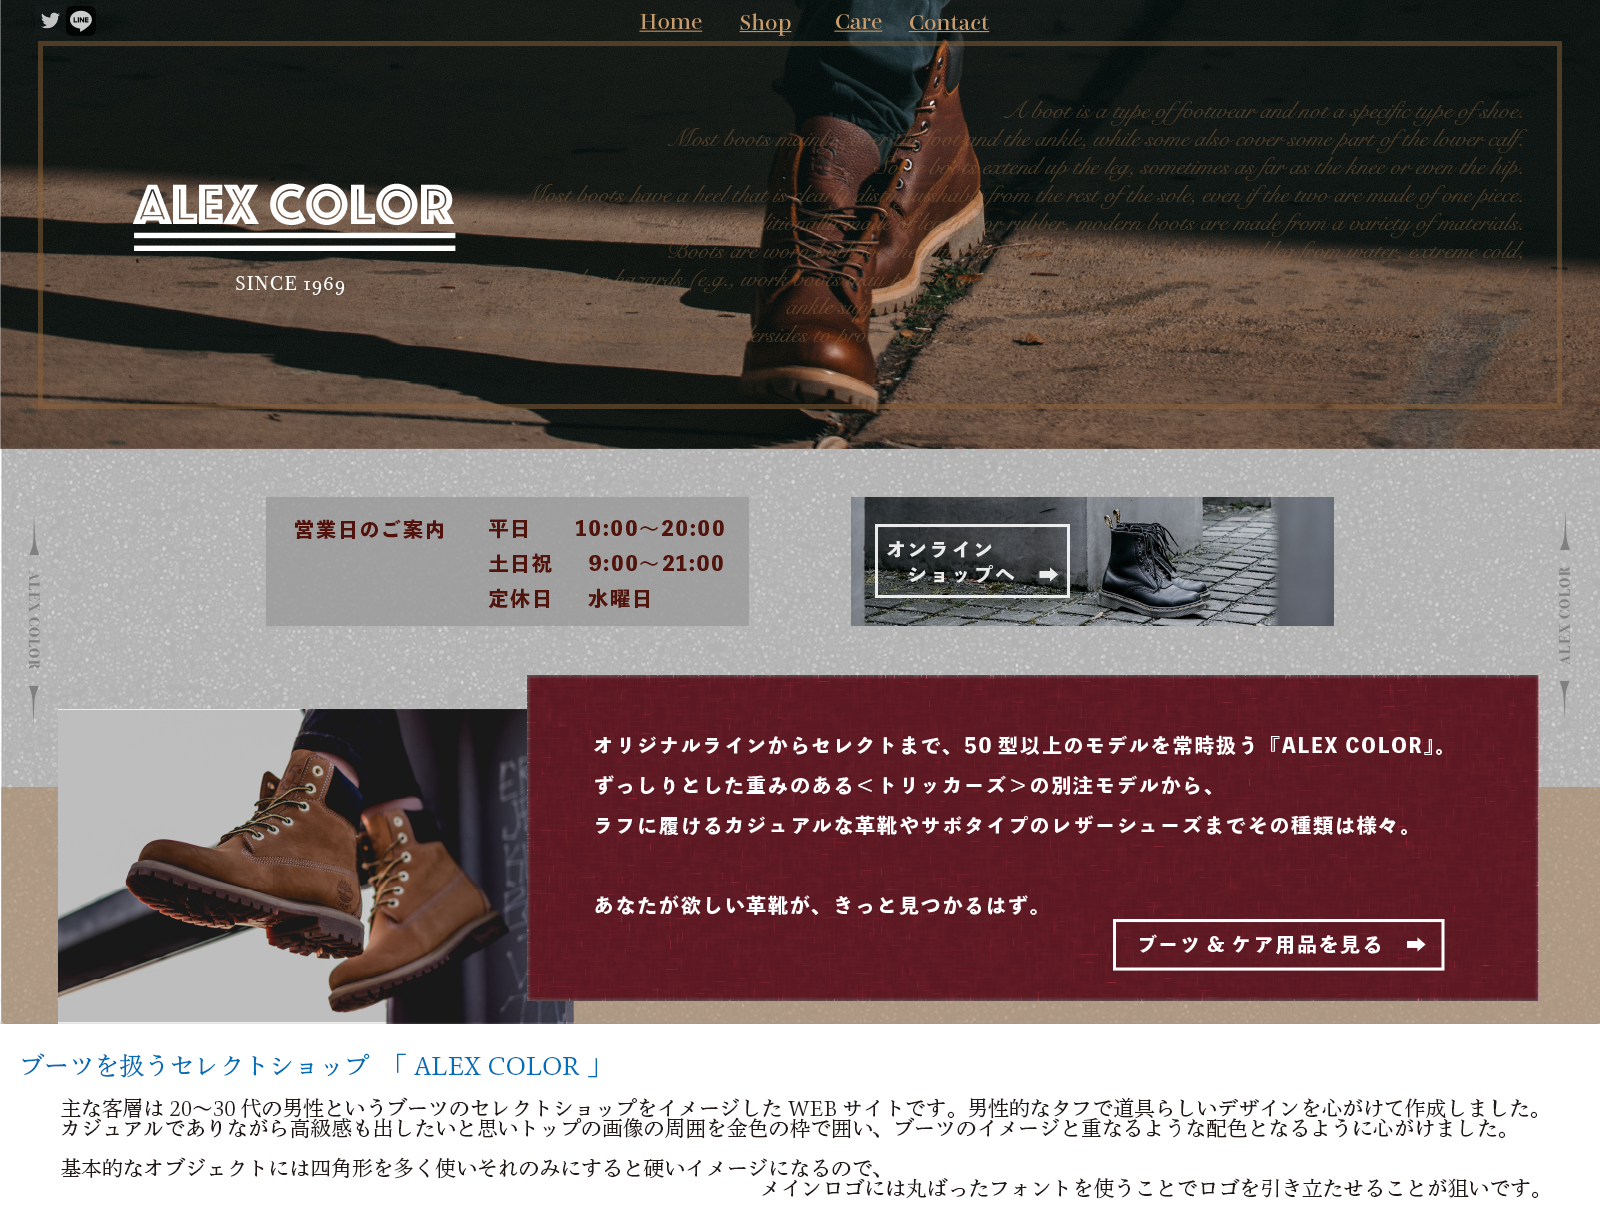 LINE
Home Shop Care Contact
A boot is a type of footwear and not a specific type of shoe.
Most boots mainly cover the foot and the ankle, while some also cover some part of the lower calf.
Some boots extend up the leg, sometimes as far as the knee or even the hip.
Most boots have a heel that is clearly distinguishable from the rest of the sole, even if the two are made of one piece.
Traditionally made of leather or rubber, modern boots are made from a variety of materials.
Boots are worn both
from water, extreme cold,
hazards (e.g., work boots
ankle
ersides to
ALEX COLOR
SINCE 1969
営業日のご案内 平日 10:00〜20:00
土日祝 9:00〜21:00
定休日 水曜日
オンライン
ショップへ
ALEX COLOR
ALEX COLOR
オリジナルラインからセレクトまで、50 型以上のモデルを常時扱う『ALEX COLOR』。
ずっしりとした重みのある＜トリッカーズ＞の別注モデルから、
ラフに履けるカジュアルな革靴やサボタイプのレザーシューズまでその種類は様々。
あなたが欲しい革靴が、きっと見つかるはず。
ブーツ & ケア用品を見る
ブーツを扱うセレクトショップ 「 ALEX COLOR 」
主な客層は 20〜30 代の男性というブーツのセレクトショップをイメージした WEB サイトです。男性的なタフで道具らしいデザインを心がけて作成しました。
カジュアルでありながら高級感も出したいと思いトップの画像の周囲を金色の枠で囲い、ブーツのイメージと重なるような配色となるように心がけました。
基本的なオブジェクトには四角形を多く使いそれのみにすると硬いイメージになるので、
メインロゴには丸ばったフォントを使うことでロゴを引き立たせることが狙いです。